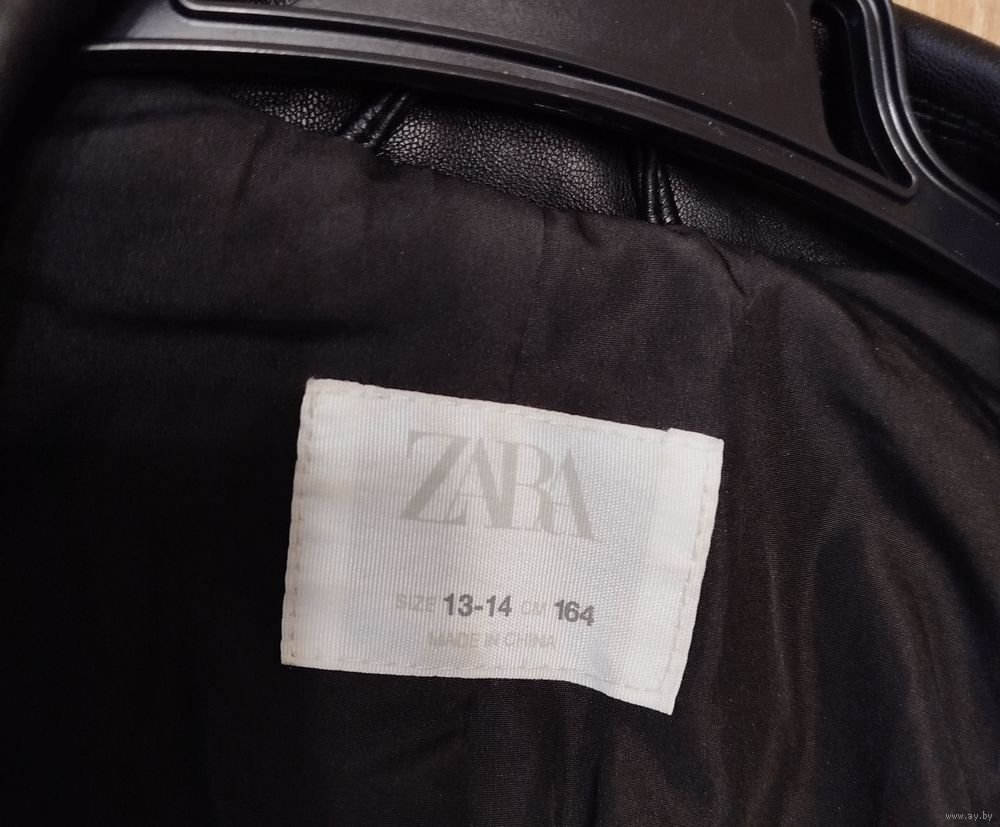 ZARA
SIZE 13-14 CM 164
MADE IN CHINA
www.ay.by